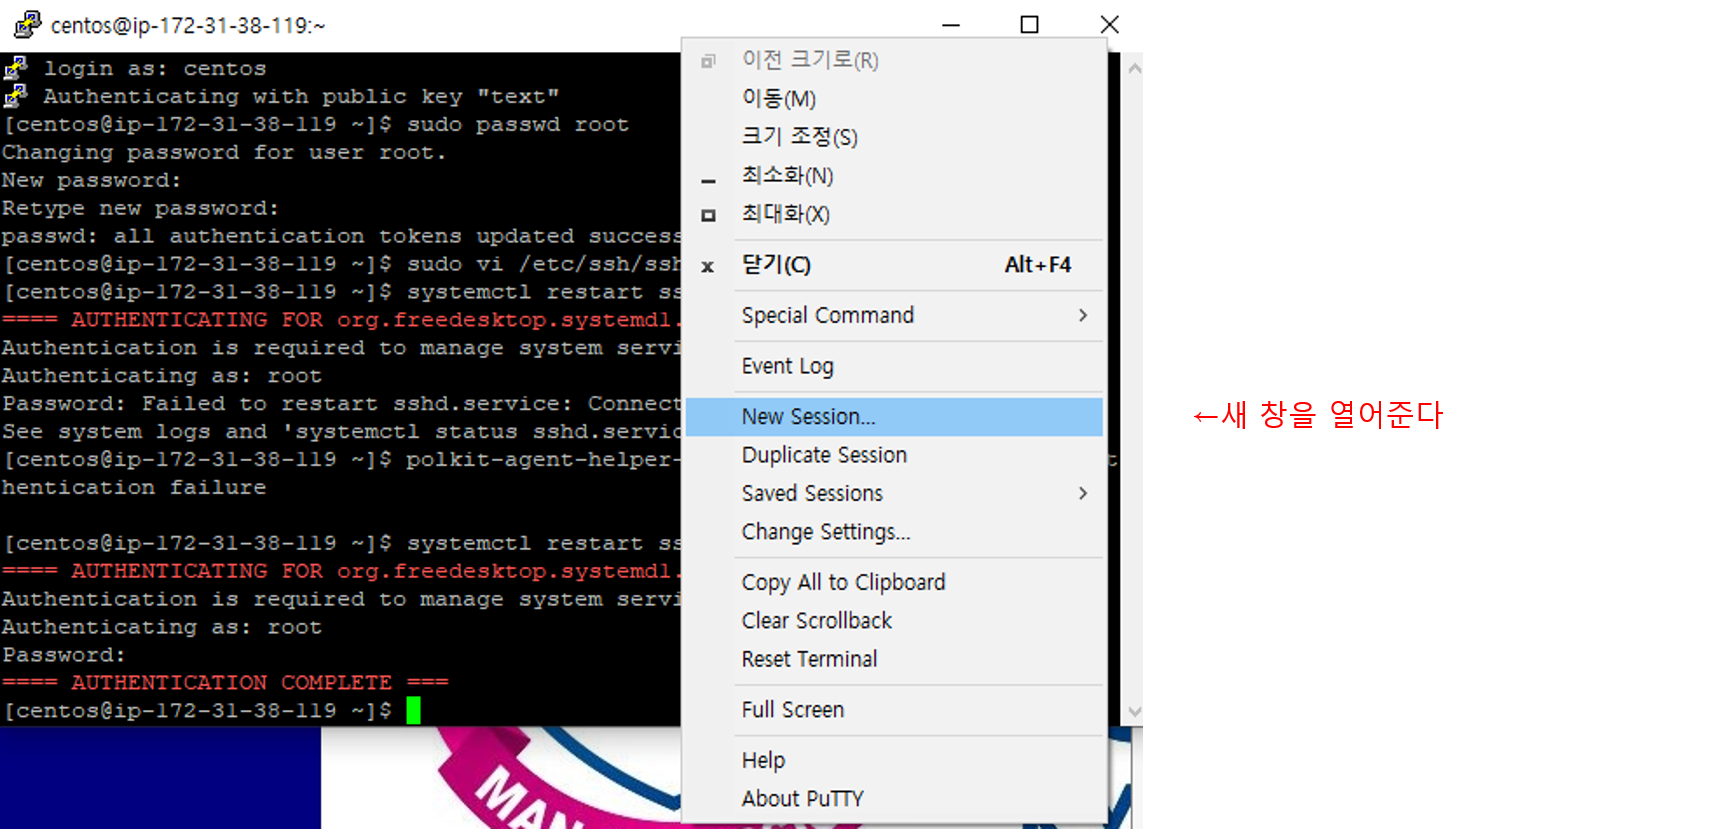 centos@ip-172-31-38-119:~
login as: centos
Authenticating with public key "text"
[centos@ip-172-31-38-119 ~]$ sudo passwd root
Changing password for user root.
New password:
Retype new password:
passwd: all authentication tokens updated success
[centos@ip-172-31-38-119 ~]$ sudo vi /etc/ssh/ssh
[centos@ip-172-31-38-119 ~]$ systemctl restart ss
==== AUTHENTICATING FOR org.freedesktop.systemd1.
Authentication is required to manage system servi
Authenticating as: root
Password: Failed to restart sshd.service: Connect
See system logs and 'systemctl status sshd.servic
[centos@ip-172-31-38-119 ~]$ polkit-agent-helper- t
hentication failure
[centos@ip-172-31-38-119 ~]$ systemctl restart ss
==== AUTHENTICATING FOR org.freedesktop.systemd1.
Authentication is required to manage system servi
Authenticating as: root
Password:
==== AUTHENTICATION COMPLETE ===
[centos@ip-172-31-38-119 ~]$
이전 크기로(R)
이동(M)
크기 조정(S)
최소화(N)
최대화(X)
닫기(C) Alt+F4
Special Command
Event Log
New Session...
Duplicate Session
Saved Sessions
Change Settings...
Copy All to Clipboard
Clear Scrollback
Reset Terminal
Full Screen
Help
About PuTTY
←새 창을 열어준다
MAN